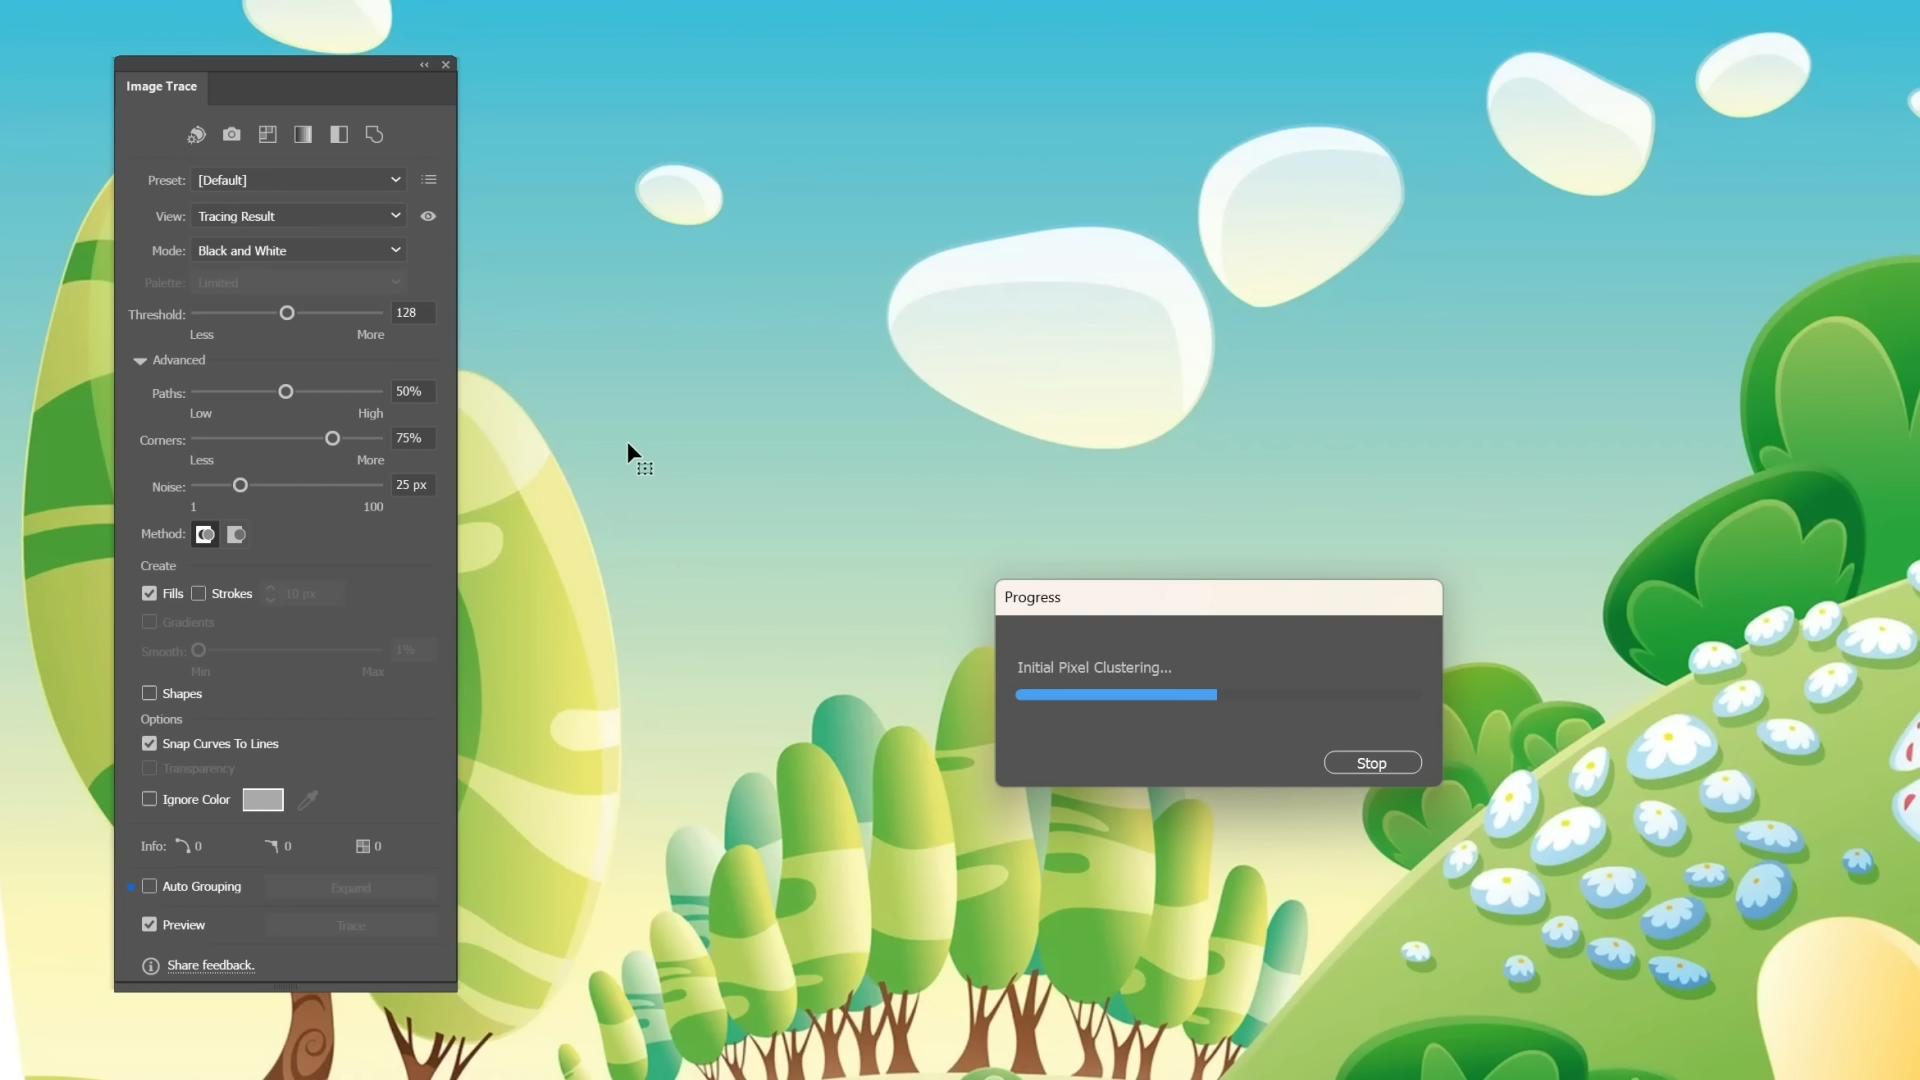 Image Trace
Preset: [Default]
View: Tracing Result
Mode: Black and White
Palette: Limited
Threshold: 128
Less More
Advanced
Paths: 50%
Low High
Corners: 75%
Less More
Noise: 25 px
1 100
Method:
Create
Fills Strokes 10 px
Gradients
Smooth: 1%
Min Max
Shapes
Options
Snap Curves To Lines
Transparency
Ignore Color
Info: 0 0 0
Auto Grouping Expand
Preview Trace
Share feedback.
Progress
Initial Pixel Clustering...
Stop